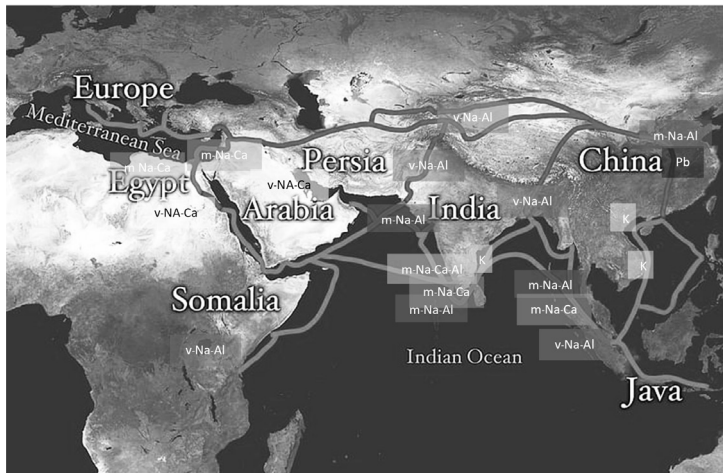 Europe
Mediterranean Sea
v-Na-Al
m-Na-Al
m-Na-Ca
m-Na-Ca
Persia
v-Na-Al
China
Pb
Egypt
v-NA-Ca
v-NA-Ca
Arabia
m-Na-Al
India
v-Na-Al
K
K
K
m-Na-Ca-Al
m-Na-Ca
m-Na-Al
m-Na-Al
m-Na-Ca
Somalia
v-Na-Al
v-Na-Al
Indian Ocean
Java